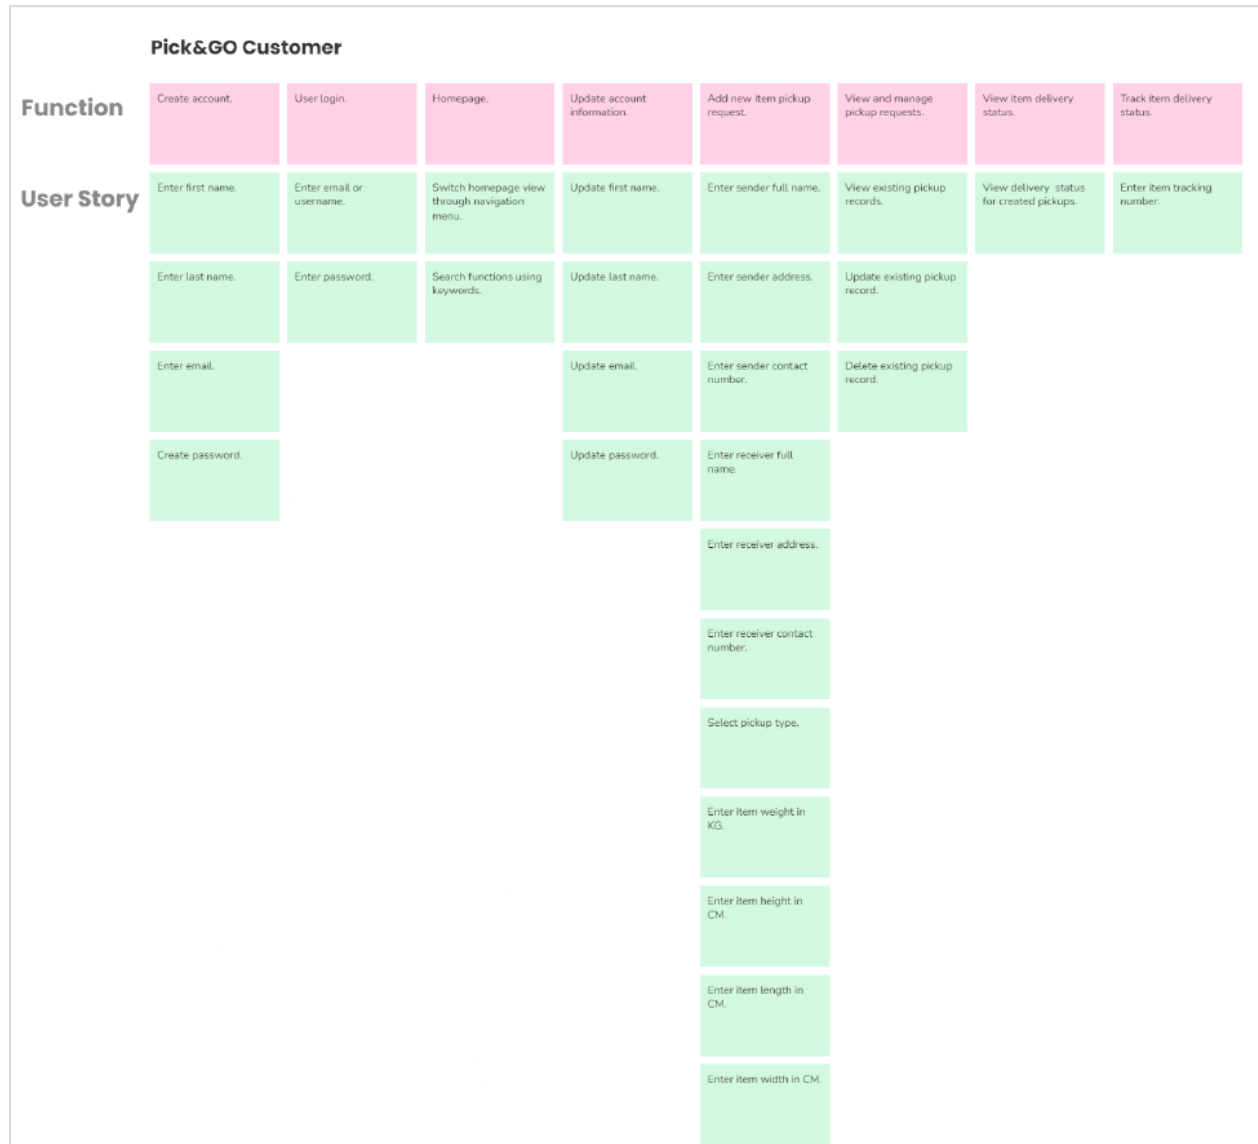 Pick&GO Customer
Function
Create account.
User login.
Homepage.
Update account
information.
Add new item pickup
request.
View and manage
pickup requests.
View item delivery
status.
Track item delivery
status.
User Story
Enter first name.
Enter email or
username.
Switch homepage view
through navigation
menu.
Update first name.
Enter sender full name.
View existing pickup
records.
View delivery status
for created pickups.
Enter item tracking
number.
Enter last name.
Enter password.
Search functions using
keywords.
Update last name.
Enter sender address.
Update existing pickup
record.
Enter email.
Update email.
Enter sender contact
number.
Delete existing pickup
record.
Create password.
Update password.
Enter receiver full
name.
Enter receiver address.
Enter receiver contact
number.
Select pickup type.
Enter item weight in
KG.
Enter item height in
CM.
Enter item length in
CM.
Enter item width in CM.